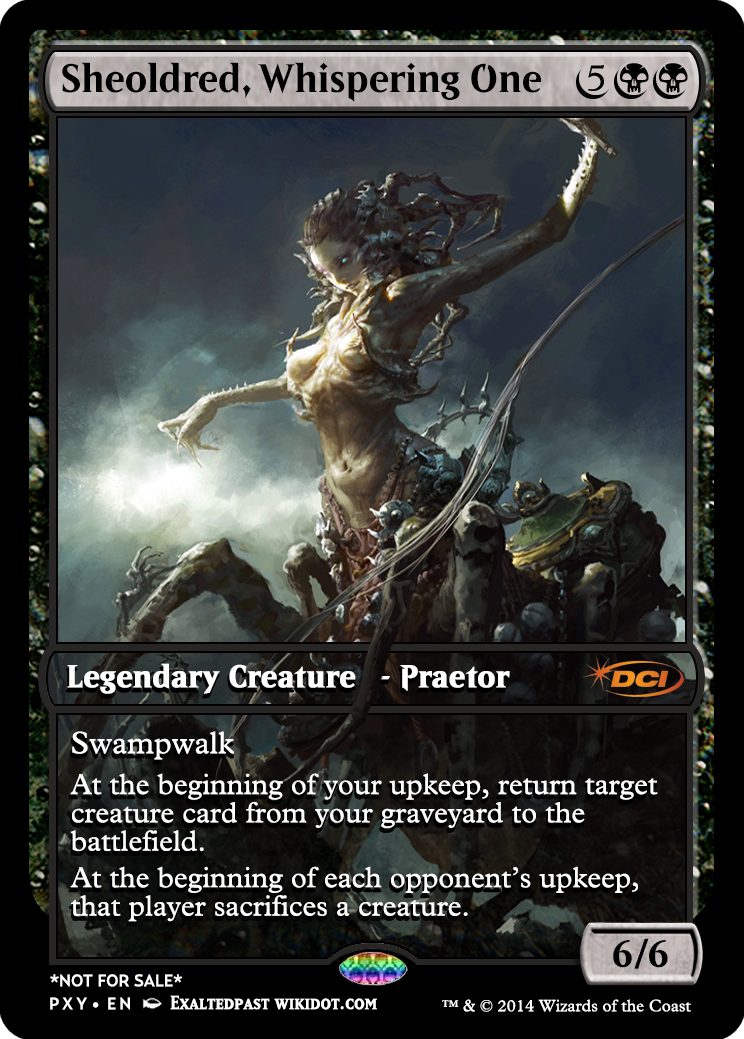 Sheoldred, Whispering One 5
Legendary Creature - Praetor DCI
Swampwalk
At the beginning of your upkeep, return target
creature card from your graveyard to the
battlefield.
At the beginning of each opponent's upkeep,
that player sacrifices a creature.
6/6
*NOT FOR SALE*
PXY • EN Exaltedpast wikidot.com ™ & © 2014 Wizards of the Coast